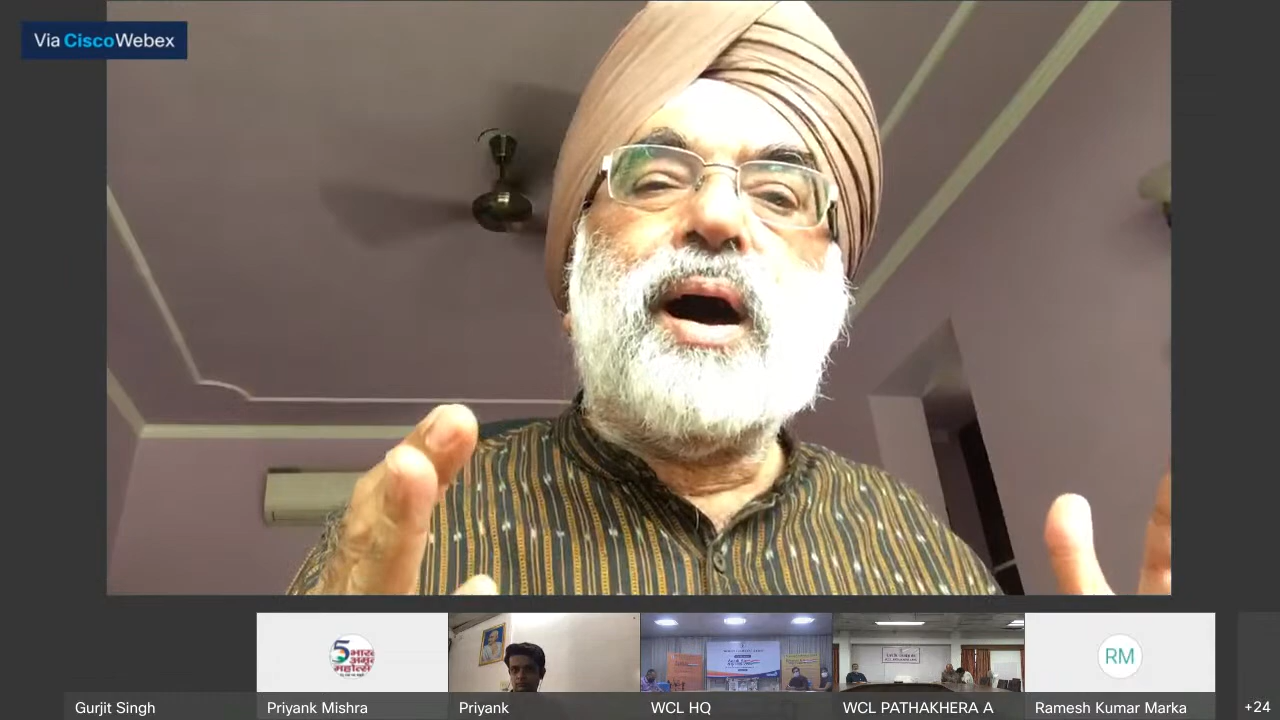 Via CiscoWebex
RM
Gurjit Singh
Priyank Mishra
Priyank
WCL HQ
WCL PATHAKHERA A
Ramesh Kumar Marka
+24